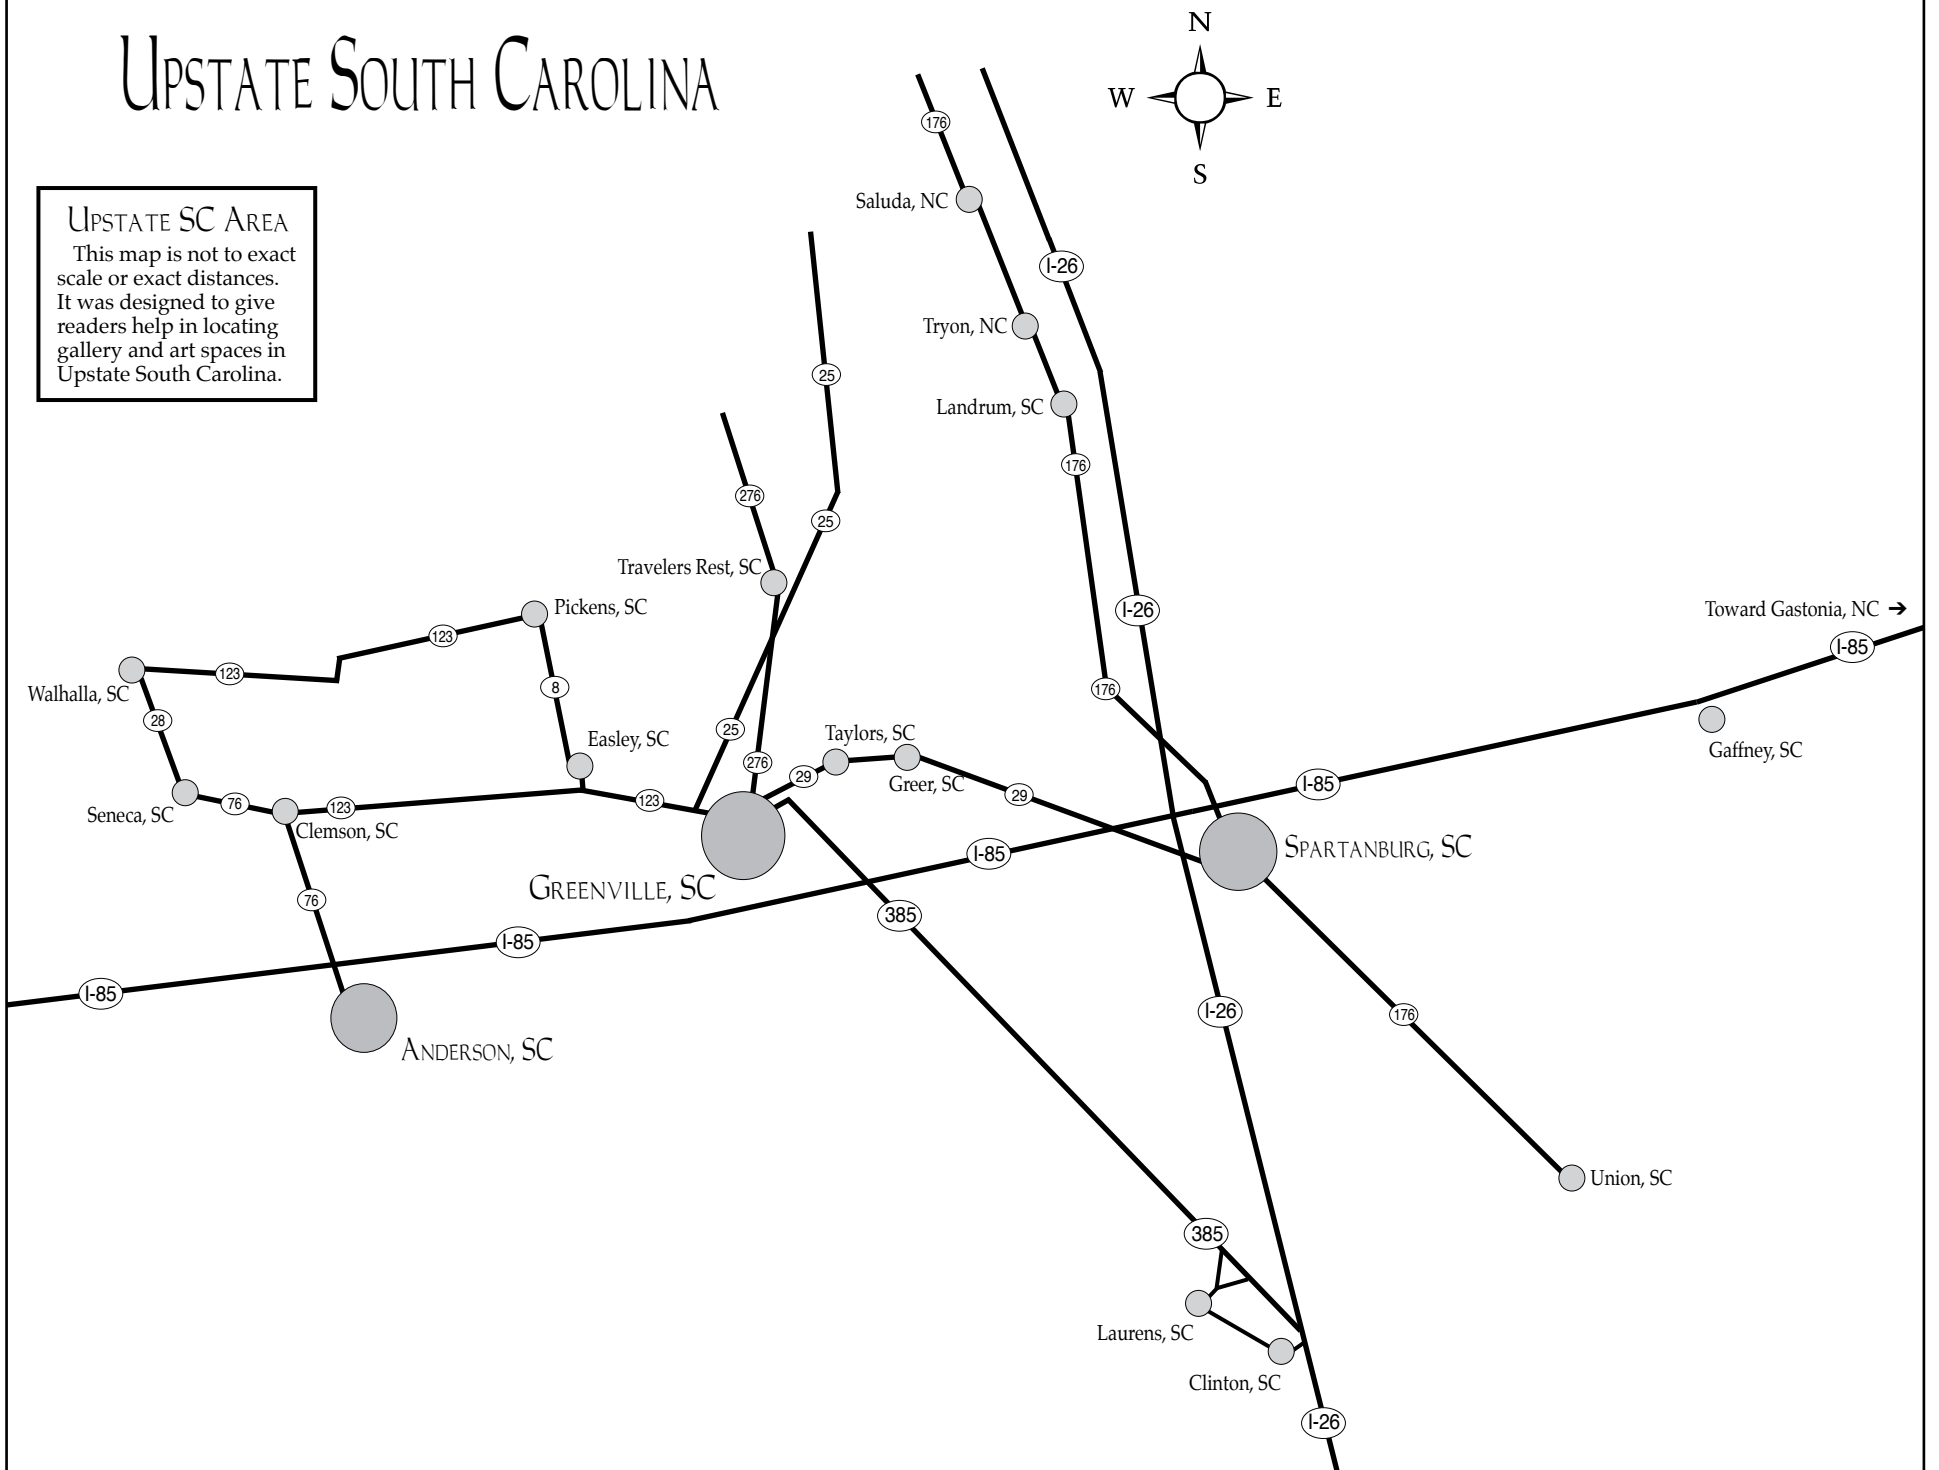 Upstate South Carolina
N
W E
S
Upstate SC Area
This map is not to exact
scale or exact distances.
It was designed to give
readers help in locating
gallery and art spaces in
Upstate South Carolina.
176
Saluda, NC
I-26
Tryon, NC
25
Landrum, SC
176
276
25
Travelers Rest, SC
Pickens, SC
I-26
Toward Gastonia, NC ➔
123
I-85
123
Walhalla, SC
8
176
28
25
Easley, SC
Taylors, SC
Gaffney, SC
276
29
Greer, SC
29
I-85
Seneca, SC
76
123
123
Clemson, SC
I-85
Spartanburg, SC
Greenville, SC
76
385
I-85
I-85
I-26
176
Anderson, SC
Union, SC
385
Laurens, SC
Clinton, SC
I-26